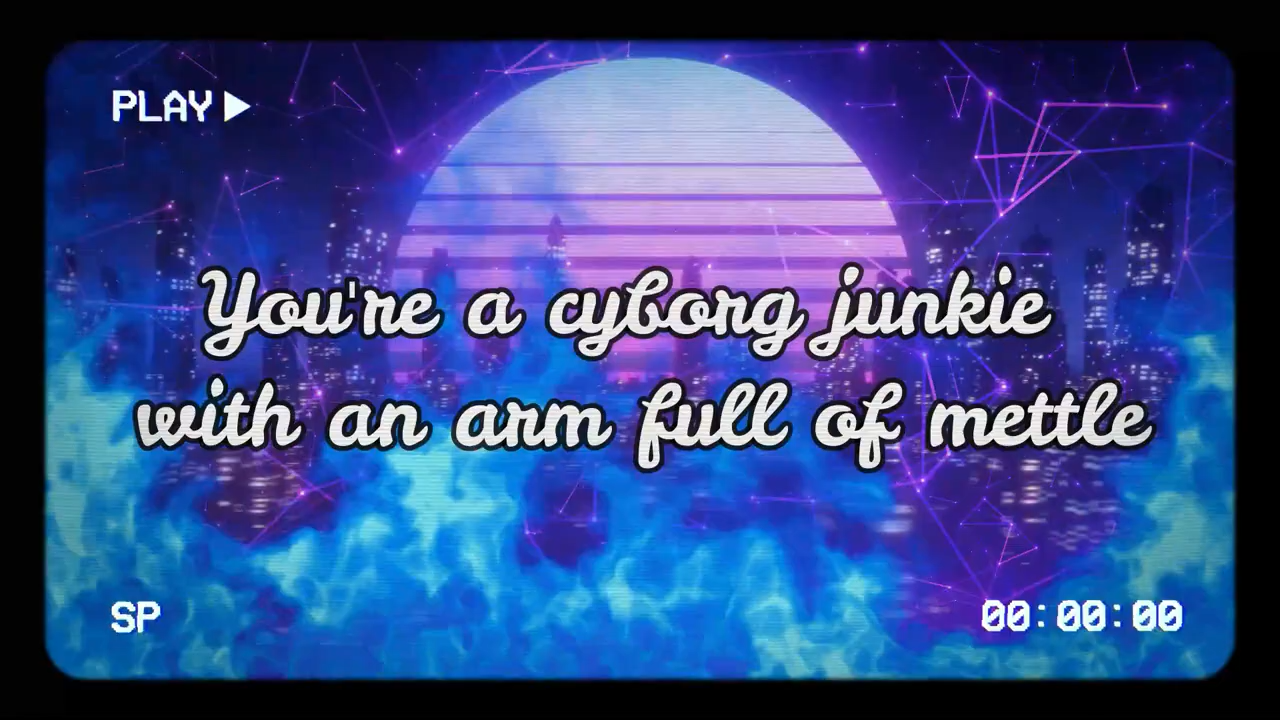 PLAY
You're a cyborg junkie
with an arm full of mettle
SP
00:00:00